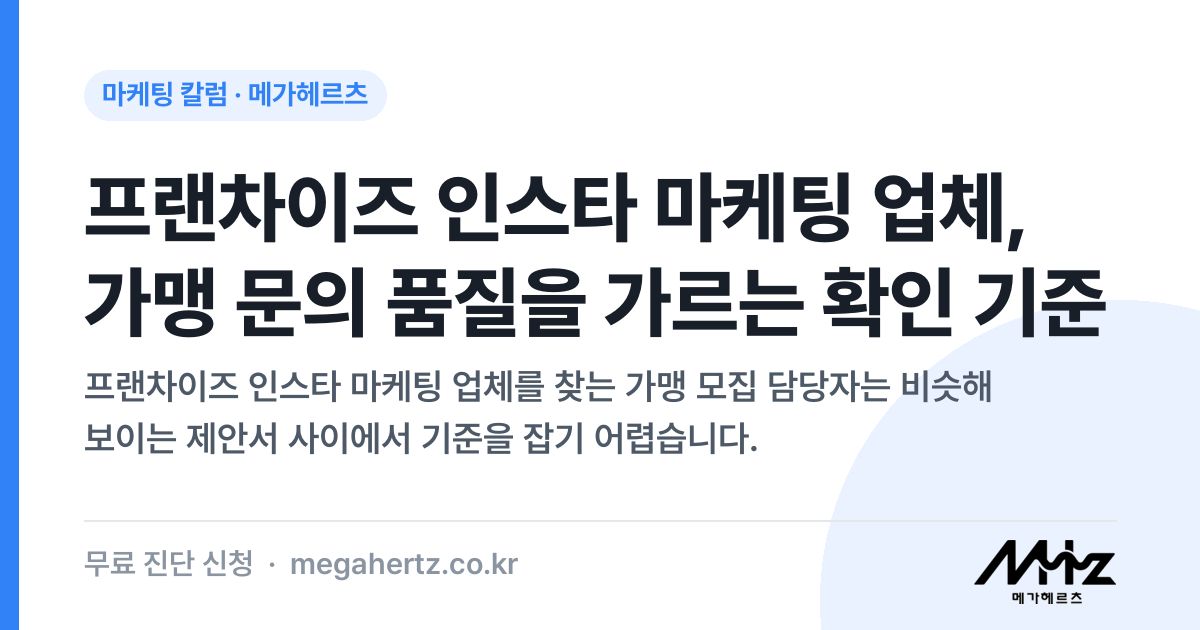 마케팅 칼럼 · 메가헤르츠
프랜차이즈 인스타 마케팅 업체,
가맹 문의 품질을 가르는 확인 기준
프랜차이즈 인스타 마케팅 업체를 찾는 가맹 모집 담당자는 비슷해
보이는 제안서 사이에서 기준을 잡기 어렵습니다.
무료 진단 신청 · megahertz.co.kr
MHz
메가헤르츠